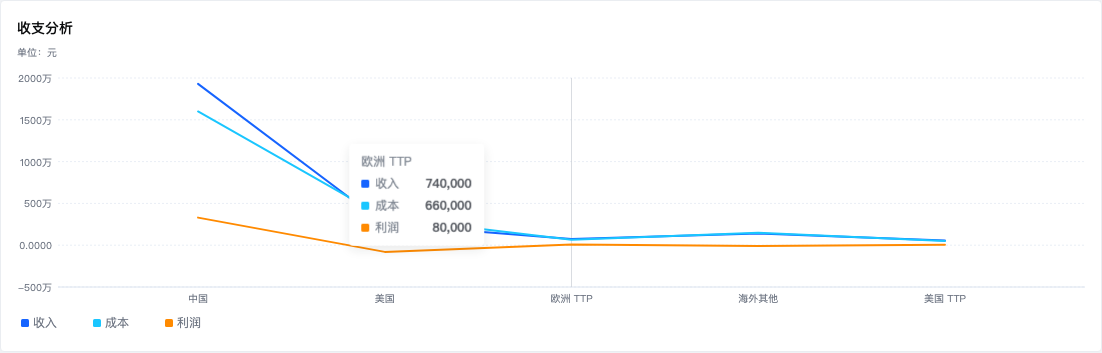 收支分析
单位：元
2000万
1500万
1000万
500万
0.0000
-500万
欧洲 TTP
收入 740,000
成本 660,000
利润 80,000
中国 美国 欧洲 TTP 海外其他 美国 TTP
收入 成本 利润